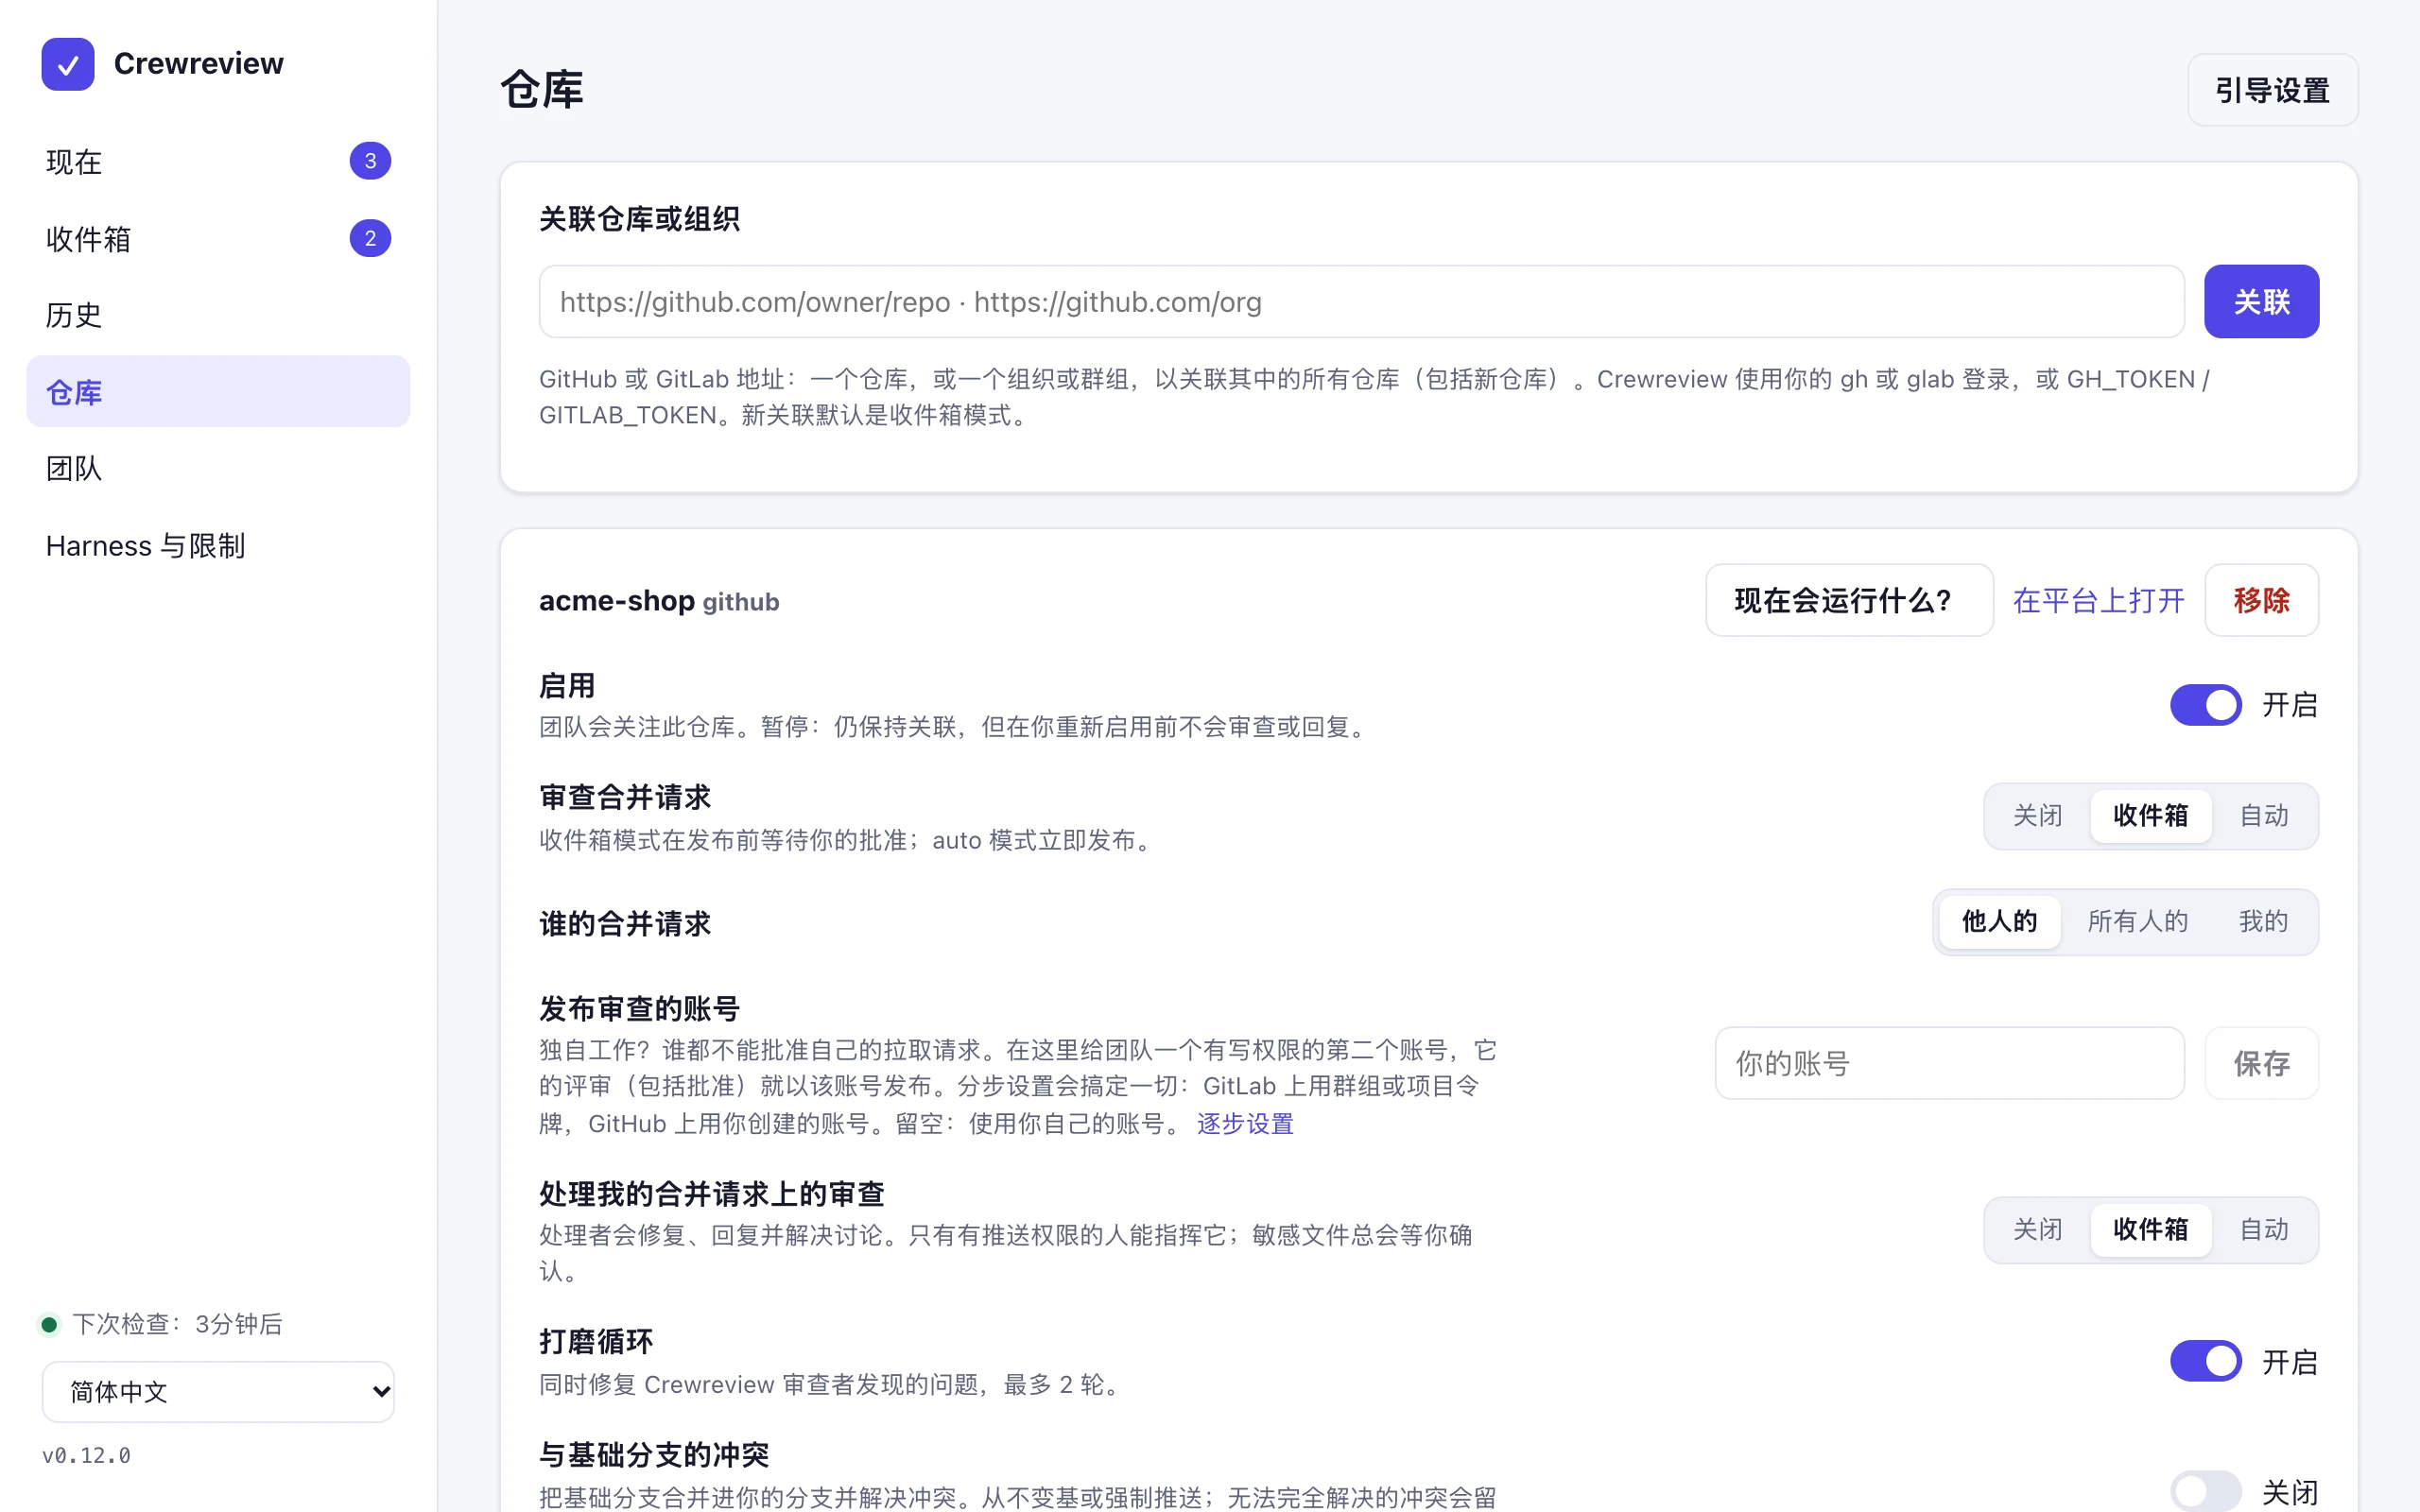 Crewreview
现在
3
收件箱
2
历史
仓库
团队
Harness 与限制
下次检查：3分钟后
简体中文
v0.12.0
仓库
引导设置
关联仓库或组织
https://github.com/owner/repo · https://github.com/org
关联
GitHub 或 GitLab 地址：一个仓库，或一个组织或群组，以关联其中的所有仓库（包括新仓库）。Crewreview 使用你的 gh 或 glab 登录，或 GH_TOKEN /
GITLAB_TOKEN。新关联默认是收件箱模式。
acme-shop github
现在会运行什么？
在平台上打开
移除
启用
团队会关注此仓库。暂停：仍保持关联，但在你重新启用前不会审查或回复。
开启
审查合并请求
收件箱模式在发布前等待你的批准；auto 模式立即发布。
关闭 收件箱 自动
谁的合并请求
他人的 所有人的 我的
发布审查的账号
独自工作？谁都不能批准自己的拉取请求。在这里给团队一个有写权限的第二个账号，它
的评审（包括批准）就以该账号发布。分步设置会搞定一切：GitLab 上用群组或项目令
牌，GitHub 上用你创建的账号。留空：使用你自己的账号。 逐步设置
你的账号
保存
处理我的合并请求上的审查
处理者会修复、回复并解决讨论。只有有推送权限的人能指挥它；敏感文件总会等你确
认。
关闭 收件箱 自动
打磨循环
同时修复 Crewreview 审查者发现的问题，最多 2 轮。
开启
与基础分支的冲突
把基础分支合并进你的分支并解决冲突。从不变基或强制推送；无法完全解决的冲突会留
关闭